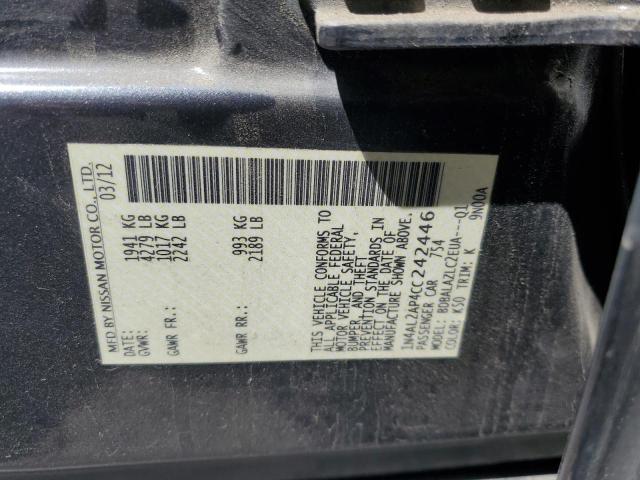 MFD BY NISSAN MOTOR CO., LTD.
DATE: 03/12
GVWR: 1941 KG
4279 LB
GAWR FR: 1017 KG
2242 LB
GAWR RR: 993 KG
2189 LB
THIS VEHICLE CONFORMS TO
ALL APPLICABLE FEDERAL
MOTOR VEHICLE SAFETY,
BUMPER, AND THEFT
PREVENTION STANDARDS IN
EFFECT ON THE DATE OF
MANUFACTURE SHOWN ABOVE.
1N4AL2AP4CC242446
PASSENGER CAR 7S4
MODEL: BDBALAZLC2EUA---Q1
COLOR: K50 TRIM: K 9N00A